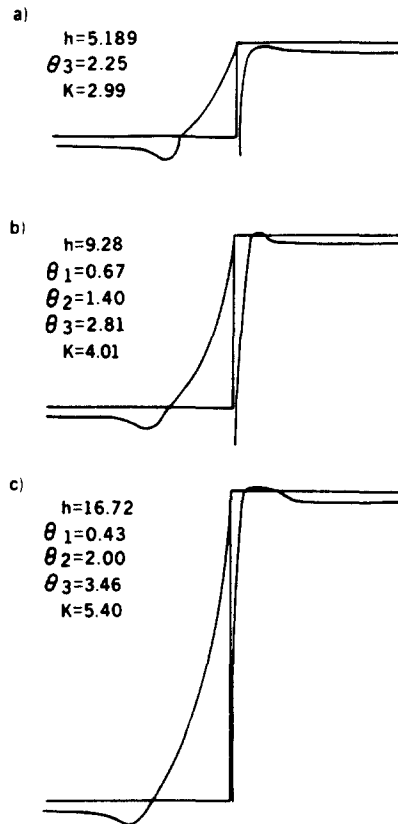 a)
h=5.189
θ3=2.25
K=2.99
b)
h=9.28
θ1=0.67
θ2=1.40
θ3=2.81
K=4.01
c)
h=16.72
θ1=0.43
θ2=2.00
θ3=3.46
K=5.40